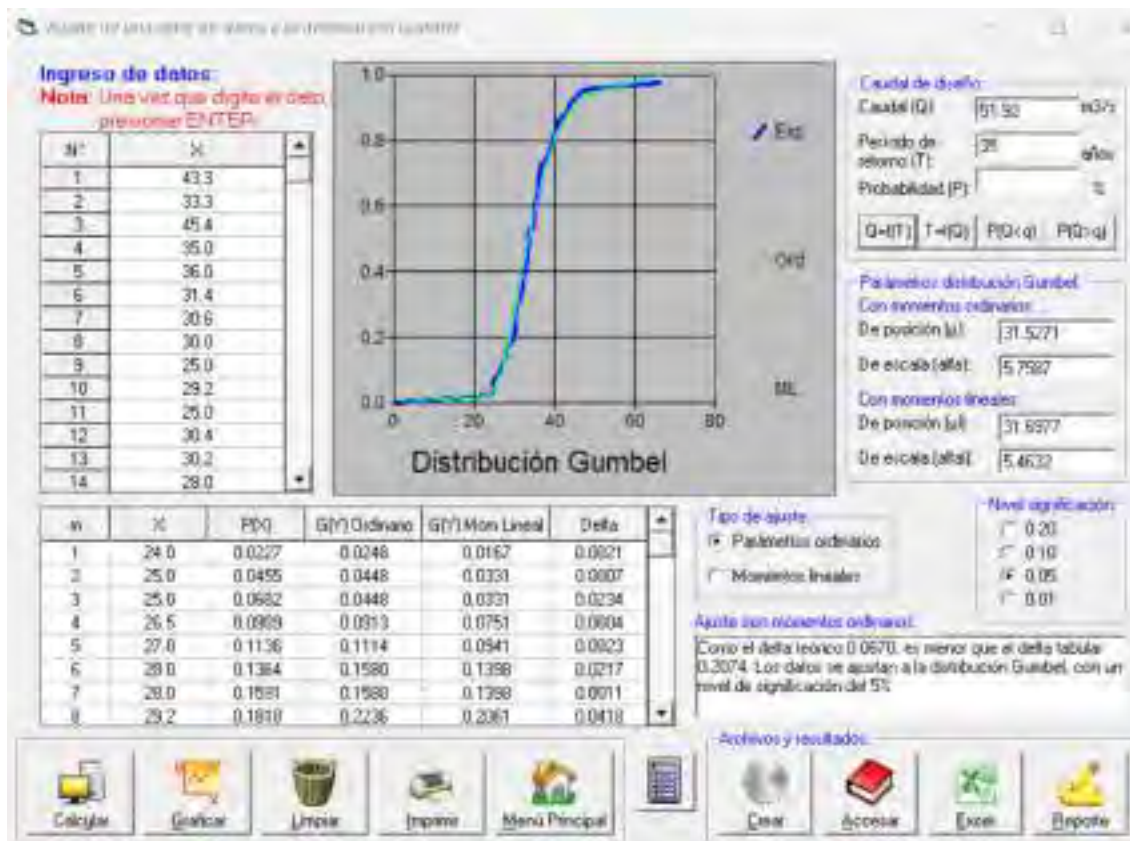 Ajuste de una serie de datos a la distribución Gumbel
Ingreso de datos:
Nota: Una vez que digite el dato, presionar ENTER
N° X
1 43.3
2 33.3
3 45.4
4 35.0
5 36.0
6 31.4
7 30.6
8 30.0
9 25.0
10 29.2
11 25.0
12 30.4
13 30.2
14 28.0
1.0
0.8
0.6
0.4
0.2
0.0
0 20 40 60 80
Exp
Ord
ML
Distribución Gumbel
Caudal de diseño:
Caudal (Q): 51.92 m3/s
Periodo de retorno (T): 35 años
Probabilidad (P): %
Q=f(T) T=f(Q) P(Q<q) P(Q>q)
Parámetros distribución Gumbel:
Con momentos ordinarios:
De posición (µ): 31.5271
De escala (alfa): 5.7587
Con momentos lineales:
De posición (µl): 31.6977
De escala (alfal): 5.4632
m X P(X) G(Y) Ordinario G(Y) Mom Lineal Delta
1 24.0 0.0227 0.0248 0.0167 0.0021
2 25.0 0.0455 0.0448 0.0331 0.0007
3 25.0 0.0682 0.0448 0.0331 0.0234
4 26.5 0.0909 0.0913 0.0751 0.0004
5 27.0 0.1136 0.1114 0.0941 0.0023
6 28.0 0.1364 0.1580 0.1398 0.0217
7 28.0 0.1591 0.1580 0.1398 0.0011
8 29.2 0.1818 0.2236 0.2061 0.0418
Tipo de ajuste:
Parámetros ordinarios
Momentos lineales
Nivel significación:
0.20
0.10
0.05
0.01
Ajuste con momentos ordinarios:
Como el delta teórico 0.0670, es menor que el delta tabular
0.2074. Los datos se ajustan a la distribución Gumbel, con un
nivel de significación del 5%
Archivos y resultados:
Calcular Graficar Limpiar Imprimir Menú Principal Crear Accesar Excel Reporte